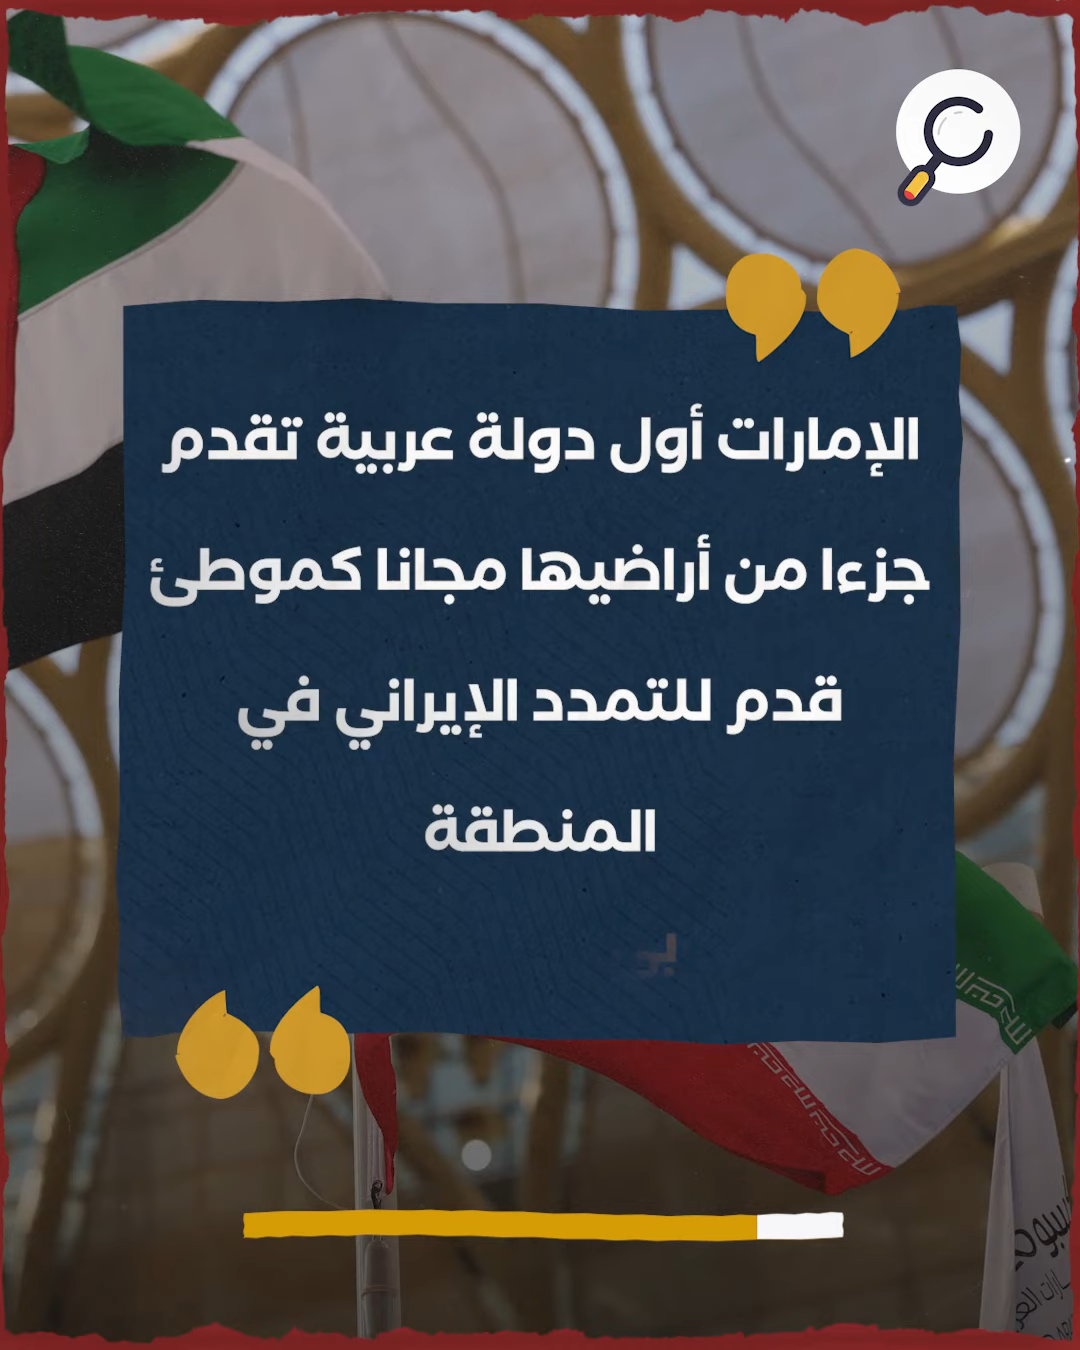 الإمارات أول دولة عربية تقدم
جزءا من أراضيها مجانا كموطئ
قدم للتمدد الإيراني في
المنطقة